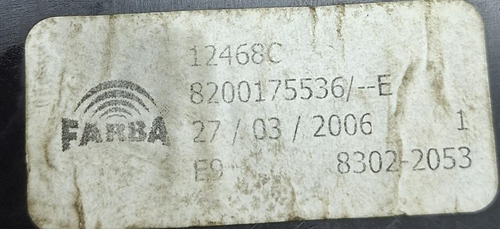 12468C
8200175536/--E
FARBA
27 / 03 / 2006 1
E9 8302-2053